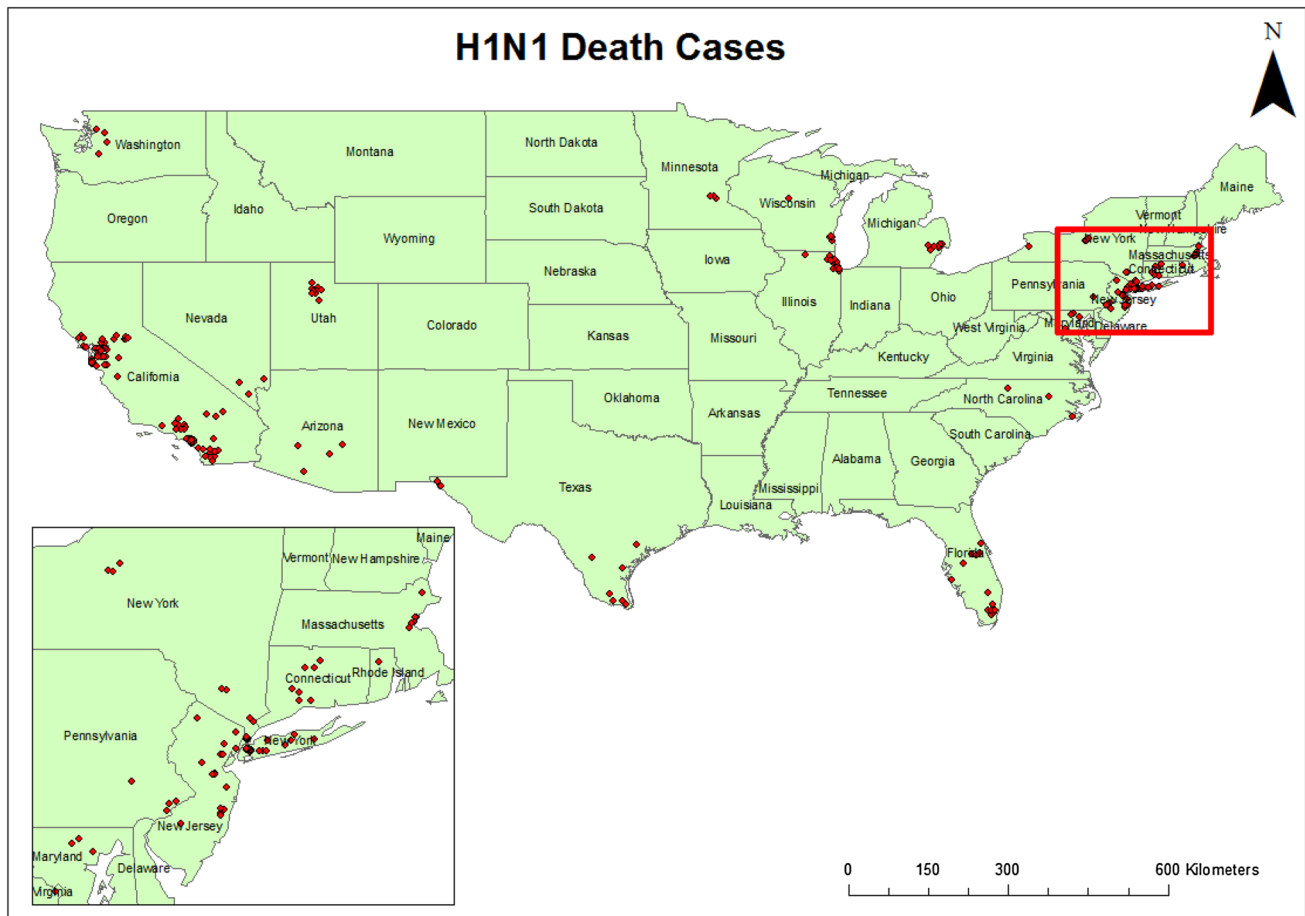 H1N1 Death Cases
N
Washington
Montana
North Dakota
Minnesota
Michigan
Maine
Oregon
Idaho
South Dakota
Wisconsin
Michigan
Vermont
New Hampshire
Wyoming
New York
Massachusetts
Connecticut
Iowa
Nebraska
Pennsylvania
Nevada
Utah
Colorado
Illinois
Indiana
Ohio
New Jersey
Kansas
Missouri
West Virginia
Maryland
Delaware
Virginia
Kentucky
California
Oklahoma
Arkansas
Tennessee
North Carolina
Arizona
New Mexico
South Carolina
Texas
Mississippi
Alabama
Georgia
Louisiana
Florida
Maine
Vermont
New Hampshire
New York
Massachusetts
Connecticut
Rhode Island
Pennsylvania
New York
New Jersey
Maryland
Delaware
Virginia
0 150 300 600 Kilometers